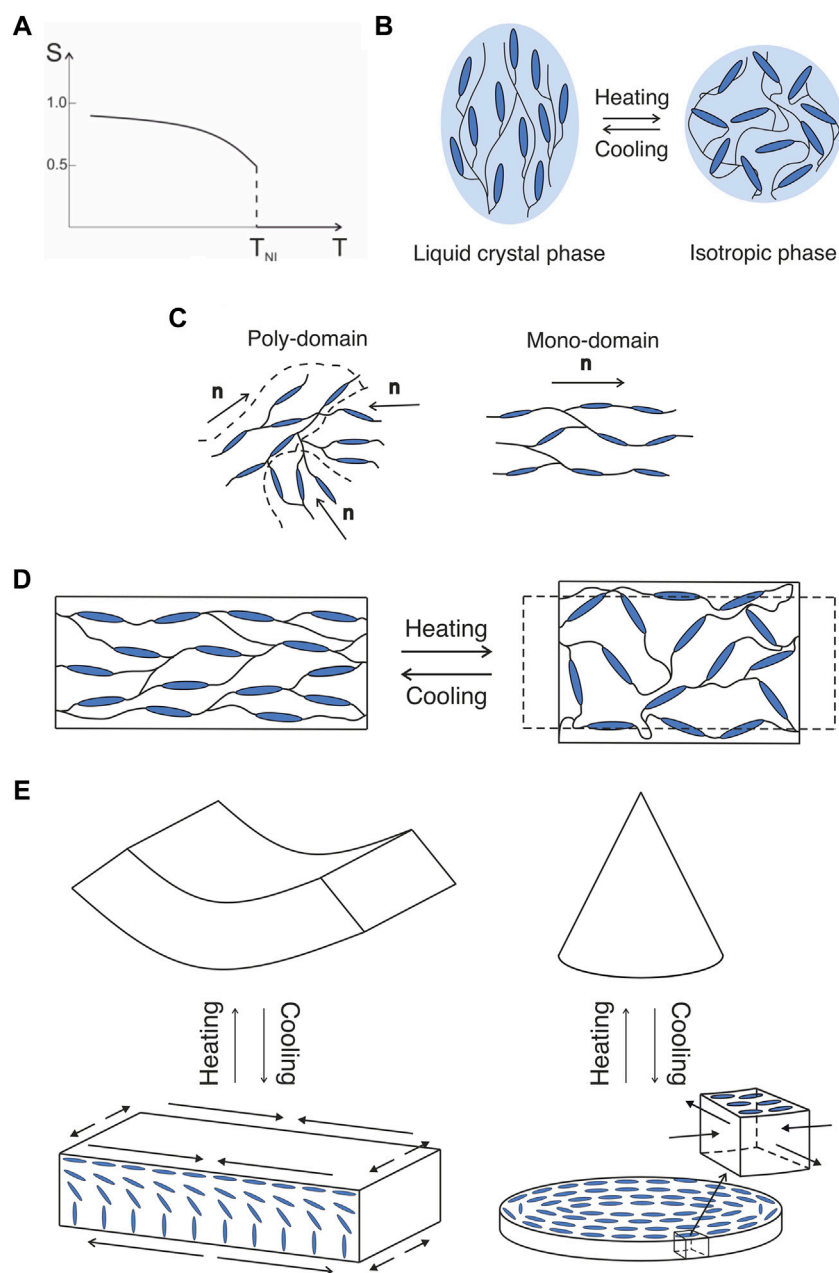 A
S
1.0
0.5
T_NI
T
B
Heating
Cooling
Liquid crystal phase
Isotropic phase
C
Poly-domain
Mono-domain
n
n
n
n
D
Heating
Cooling
E
Heating
Cooling
Heating
Cooling